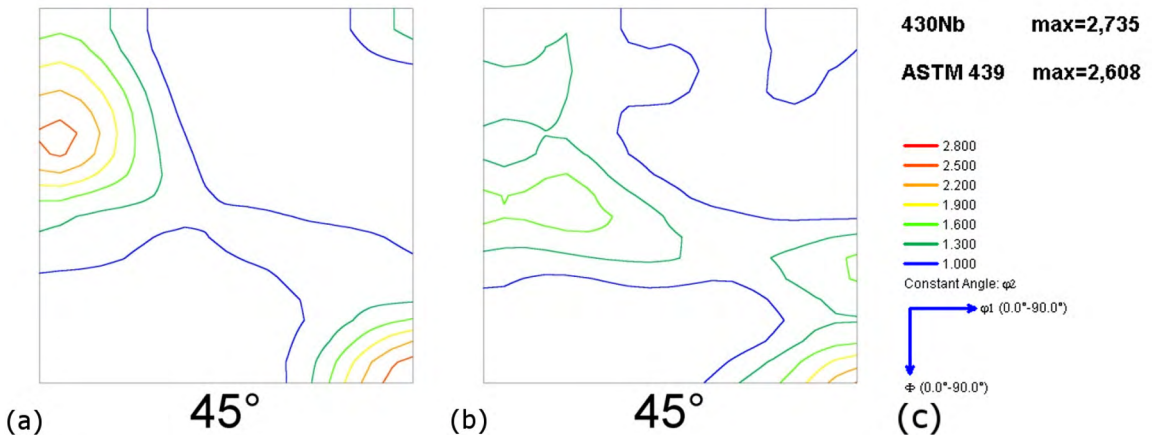 430Nb max=2,735
ASTM 439 max=2,608
2.800
2.500
2.200
1.900
1.600
1.300
1.000
Constant Angle: φ2
φ1 (0.0°-90.0°)
Φ (0.0°-90.0°)
(a) 45° (b) 45° (c)